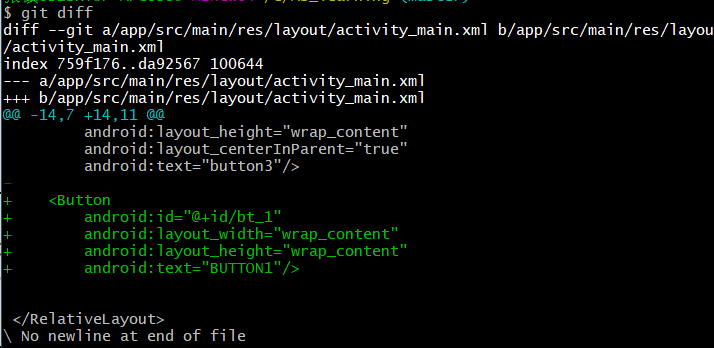 $ git diff
diff --git a/app/src/main/res/layout/activity_main.xml b/app/src/main/res/layou
/activity_main.xml
index 759f176..da92567 100644
--- a/app/src/main/res/layout/activity_main.xml
+++ b/app/src/main/res/layout/activity_main.xml
@@ -14,7 +14,11 @@
         android:layout_height="wrap_content"
         android:layout_centerInParent="true"
         android:text="button3"/>
-
+    <Button
+        android:id="@+id/bt_1"
+        android:layout_width="wrap_content"
+        android:layout_height="wrap_content"
+        android:text="BUTTON1"/>
 </RelativeLayout>
\ No newline at end of file